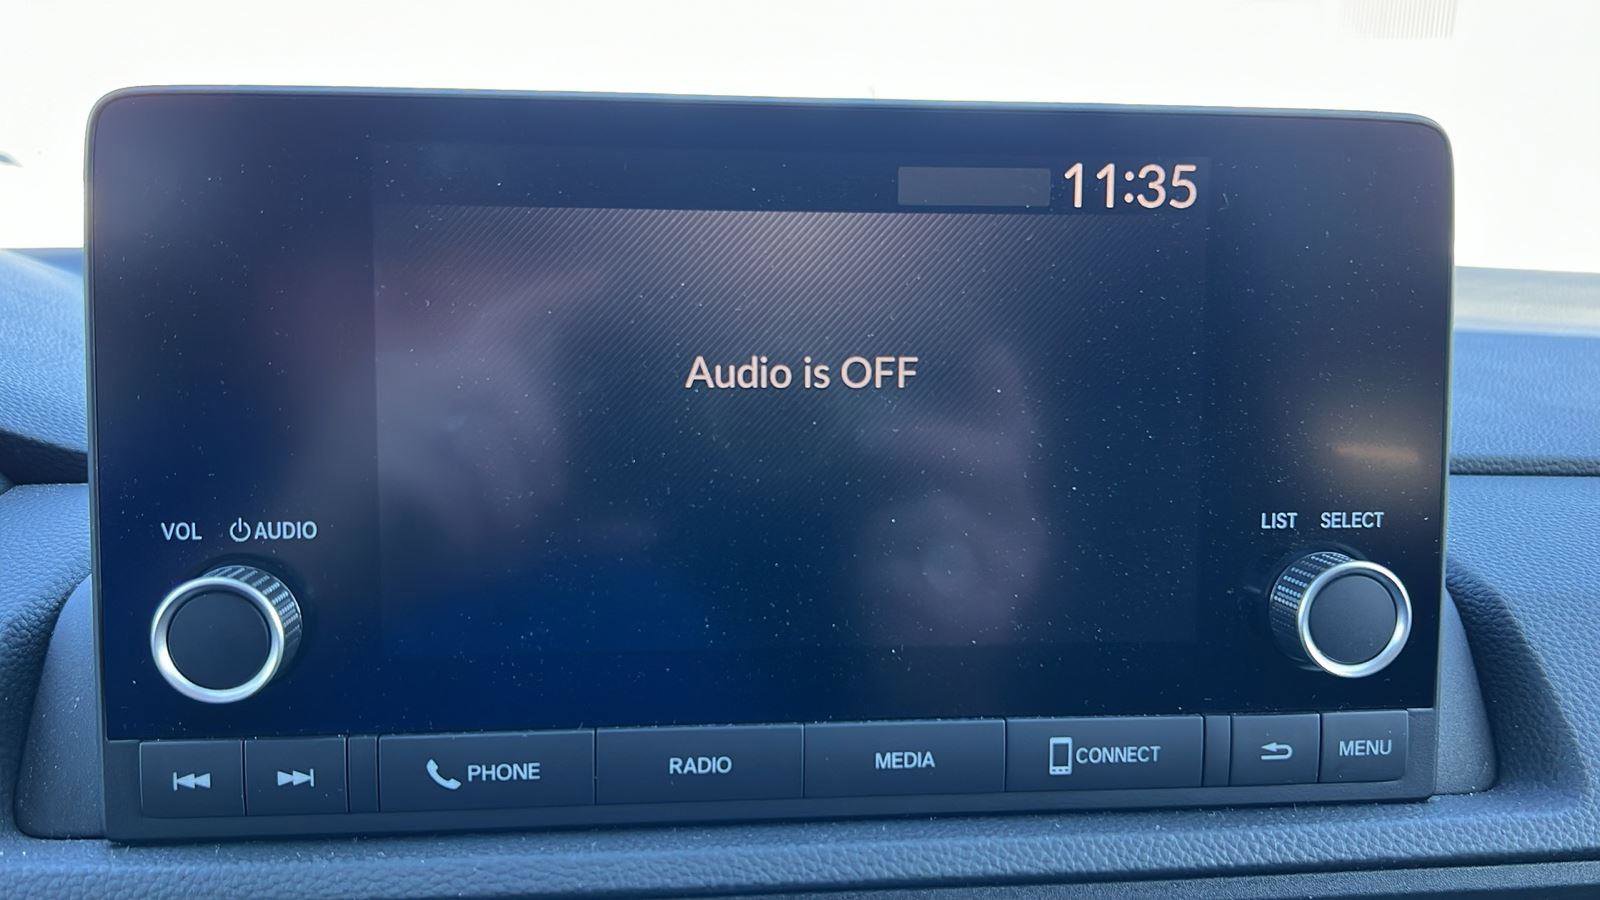 11:35
Audio is OFF
VOL AUDIO
LIST SELECT
PHONE RADIO MEDIA CONNECT MENU